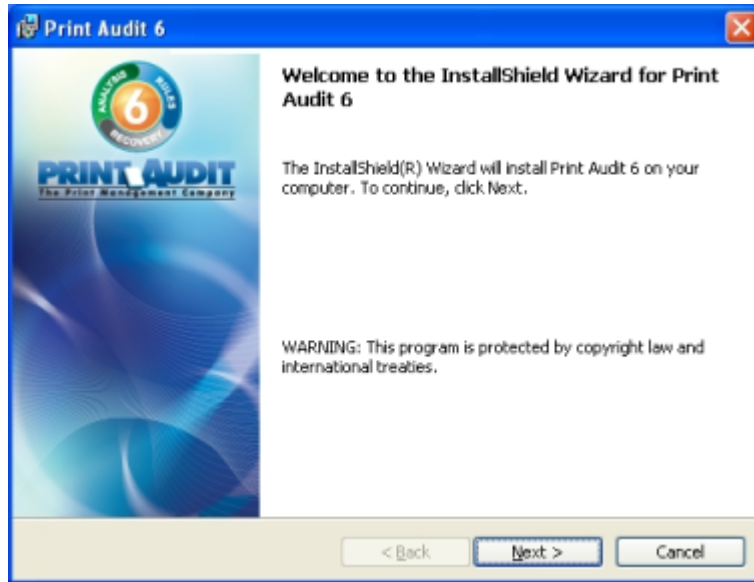 Print Audit 6
ANALYSIS
RULES
6
RECOVERY
PRINT AUDIT
The Print Management Company
Welcome to the InstallShield Wizard for Print
Audit 6
The InstallShield(R) Wizard will install Print Audit 6 on your
computer. To continue, click Next.
WARNING: This program is protected by copyright law and
international treaties.
< Back
Next >
Cancel